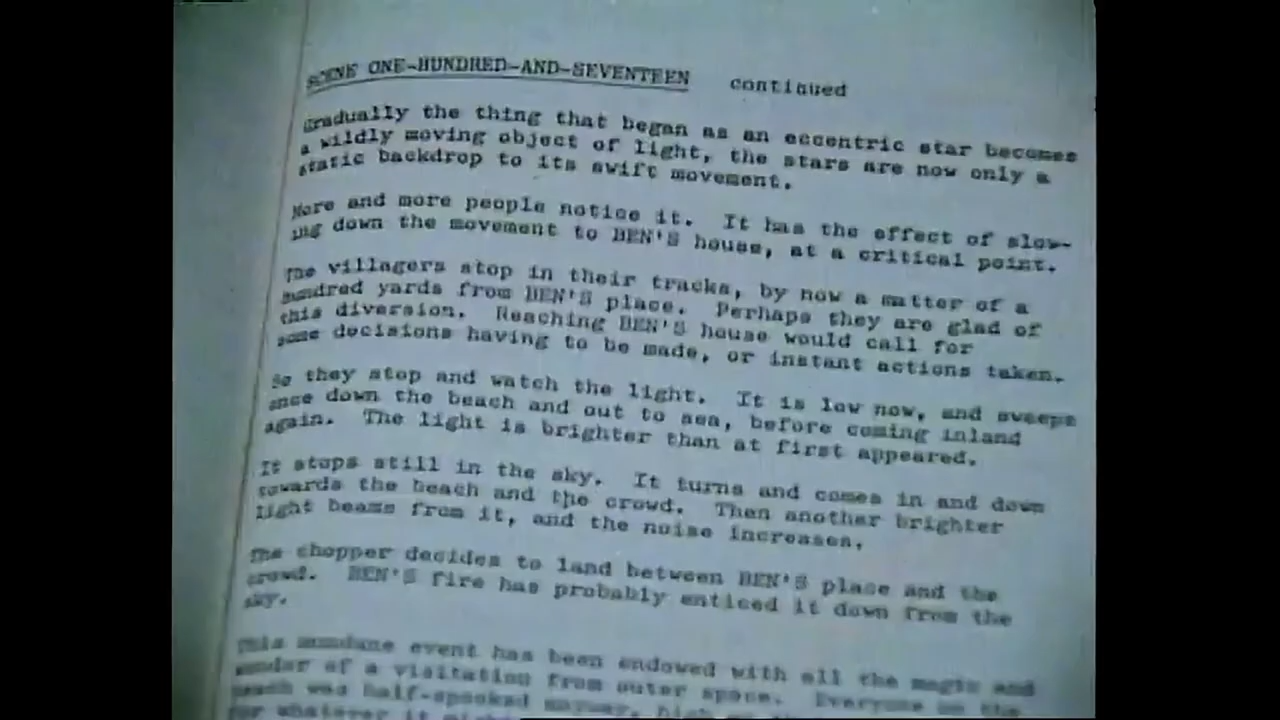 SCENE ONE-HUNDRED-AND-SEVENTEEN continued
Gradually the thing that began as an eccentric star becomes
a wildly moving object of light, the stars are now only a
static backdrop to its swift movement.
More and more people notice it. It has the effect of slow-
ing down the movement to BEN'S house, at a critical point.
The villagers stop in their tracks, by now a matter of a
hundred yards from BEN'S place. Perhaps they are glad of
this diversion. Reaching BEN'S house would call for
some decisions having to be made, or instant actions taken.
So they stop and watch the light. It is low now, and sweeps
once down the beach and out to sea, before coming inland
again. The light is brighter than at first appeared.
It stops still in the sky. It turns and comes in and down
towards the beach and the crowd. Then another brighter
light beams from it, and the noise increases.
The chopper decides to land between BEN'S place and the
crowd. BEN'S fire has probably enticed it down from the
sky.
This mundane event has been endowed with all the magic and
wonder of a visitation from outer space. Everyone on the
beach was half-spooked anyway,
for whatever it